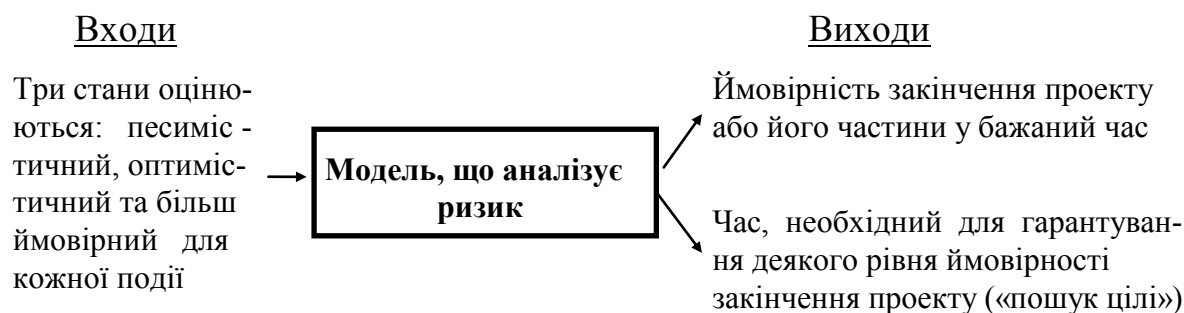 Входи
Три стани оціню-
ються: песиміс -
тичний, оптиміс-
тичний та більш
ймовірний для
кожної події
Модель, що аналізує
ризик
Виходи
Ймовірність закінчення проекту
або його частини у бажаний час
Час, необхідний для гарантуван-
ня деякого рівня ймовірності
закінчення проекту («пошук цілі»)